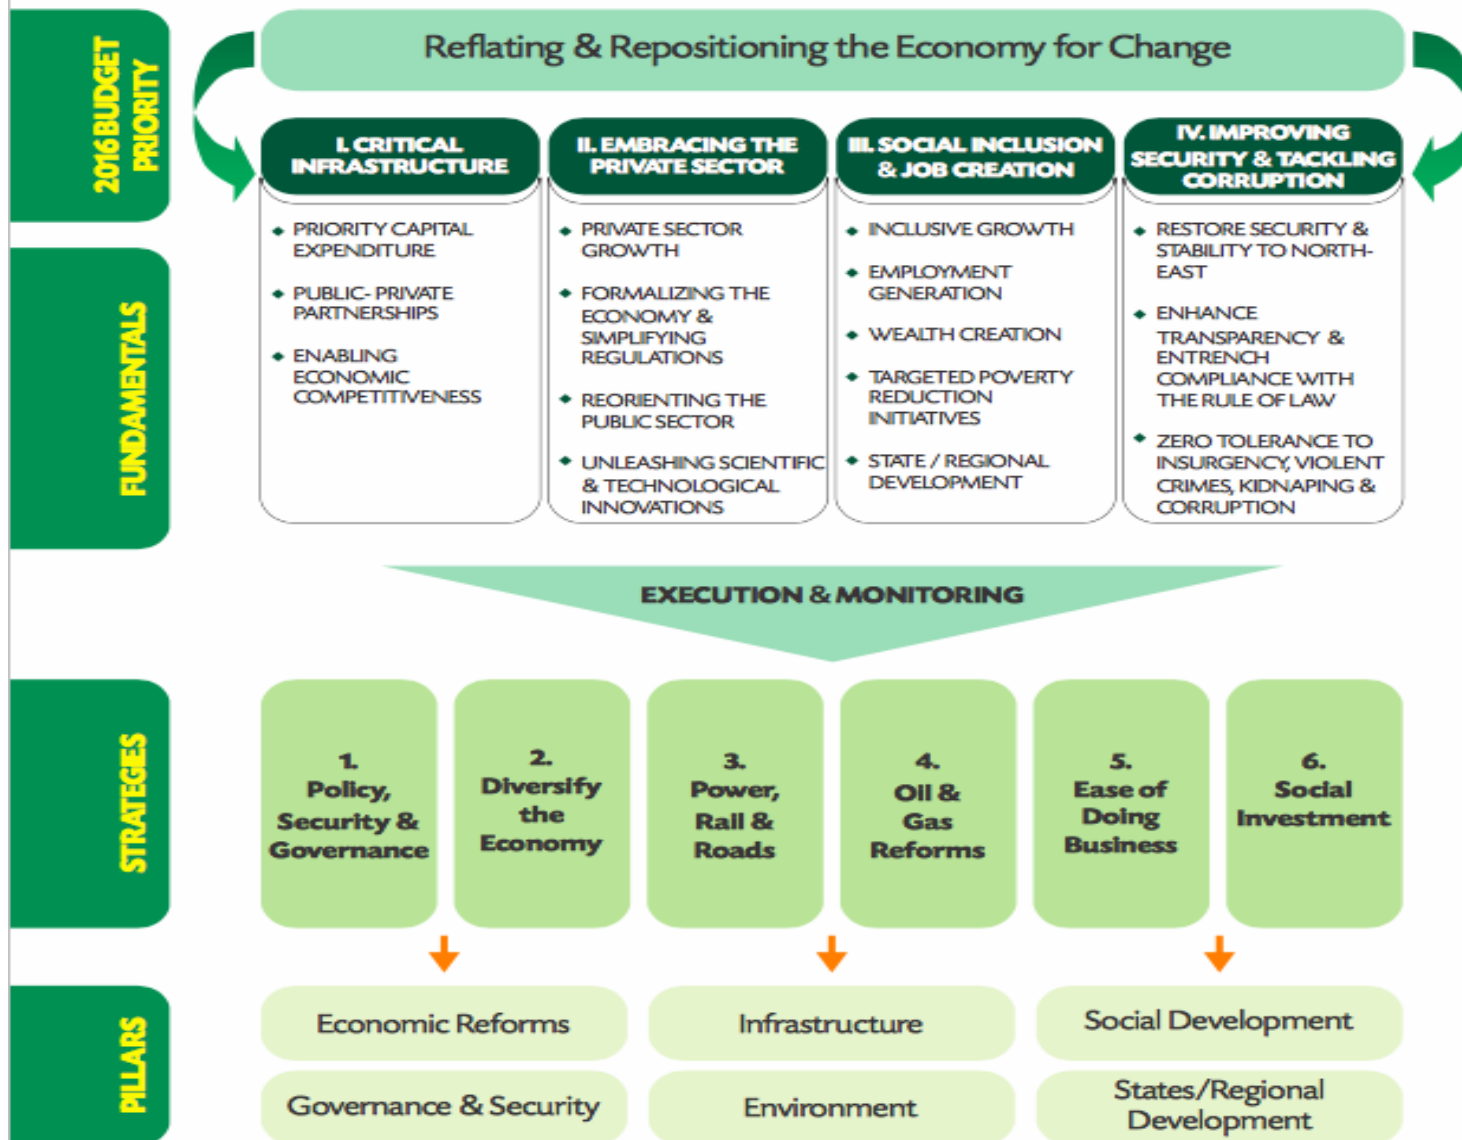 2016 BUDGET
PRIORITY
Reflating & Repositioning the Economy for Change
I. CRITICAL
INFRASTRUCTURE
II. EMBRACING THE
PRIVATE SECTOR
III. SOCIAL INCLUSION
& JOB CREATION
IV. IMPROVING
SECURITY & TACKLING
CORRUPTION
FUNDAMENTALS
PRIORITY CAPITAL
EXPENDITURE
PUBLIC- PRIVATE
PARTNERSHIPS
ENABLING
ECONOMIC
COMPETITIVENESS
PRIVATE SECTOR
GROWTH
FORMALIZING THE
ECONOMY &
SIMPLIFYING
REGULATIONS
REORIENTING THE
PUBLIC SECTOR
UNLEASHING SCIENTIFIC
& TECHNOLOGICAL
INNOVATIONS
INCLUSIVE GROWTH
EMPLOYMENT
GENERATION
WEALTH CREATION
TARGETED POVERTY
REDUCTION
INITIATIVES
STATE / REGIONAL
DEVELOPMENT
RESTORE SECURITY &
STABILITY TO NORTH-
EAST
ENHANCE
TRANSPARENCY &
ENTRENCH
COMPLIANCE WITH
THE RULE OF LAW
ZERO TOLERANCE TO
INSURGENCY, VIOLENT
CRIMES, KIDNAPING &
CORRUPTION
EXECUTION & MONITORING
STRATEGIES
1.
Policy,
Security &
Governance
2.
Diversify
the
Economy
3.
Power,
Rail &
Roads
4.
Oil &
Gas
Reforms
5.
Ease of
Doing
Business
6.
Social
Investment
PILLARS
Economic Reforms
Infrastructure
Social Development
Governance & Security
Environment
States/Regional
Development